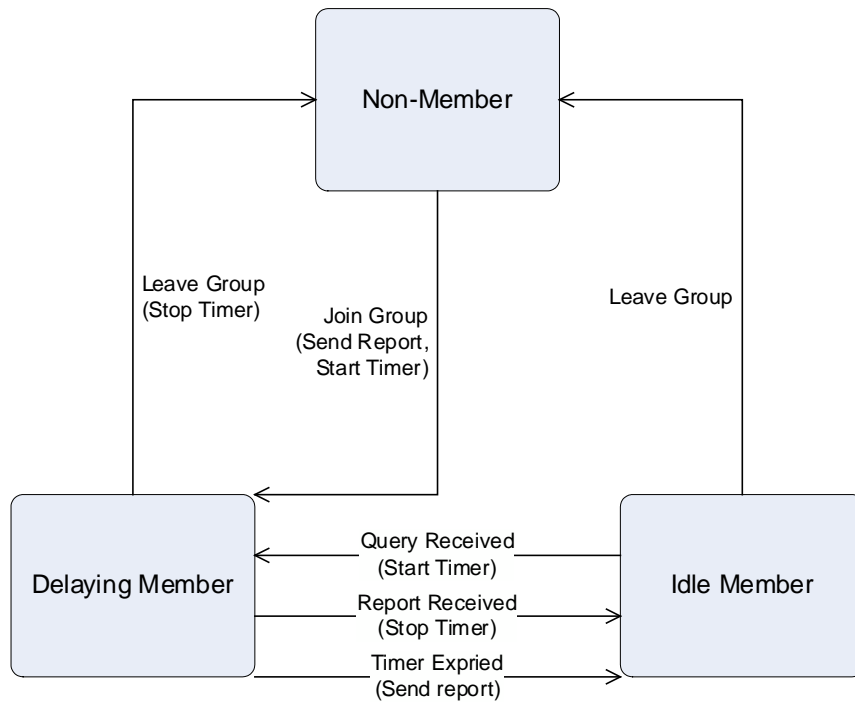 Non-Member
Leave Group
(Stop Timer)
Join Group
(Send Report,
Start Timer)
Leave Group
Delaying Member
Query Received
(Start Timer)
Report Received
(Stop Timer)
Timer Expried
(Send report)
Idle Member